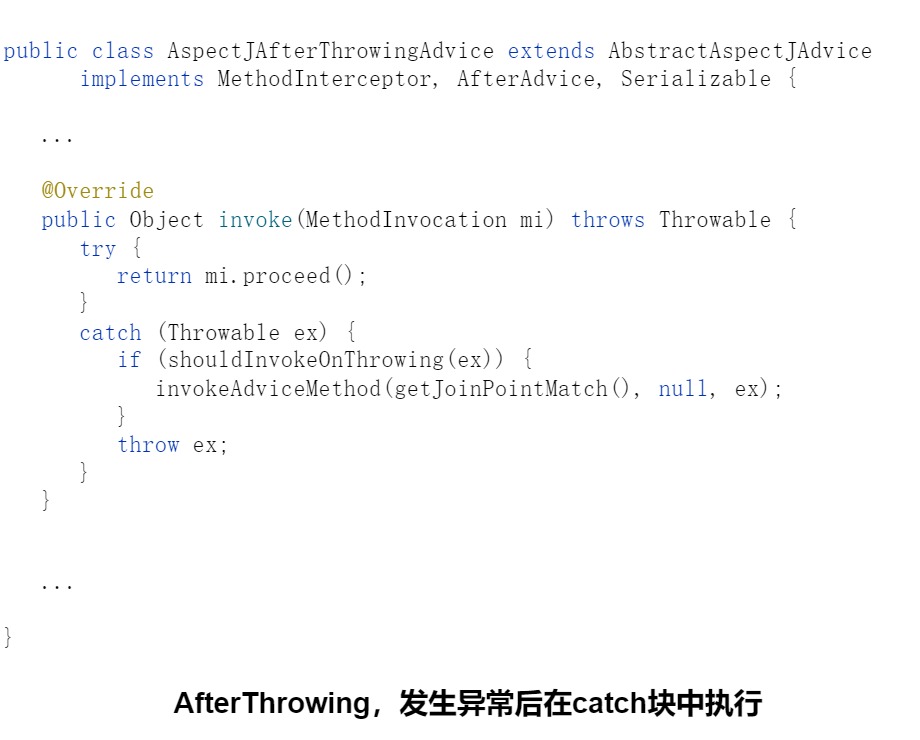 public class AspectJAfterThrowingAdvice extends AbstractAspectJAdvice
implements MethodInterceptor, AfterAdvice, Serializable {
...
@Override
public Object invoke(MethodInvocation mi) throws Throwable {
try {
return mi.proceed();
}
catch (Throwable ex) {
if (shouldInvokeOnThrowing(ex)) {
invokeAdviceMethod(getJoinPointMatch(), null, ex);
}
throw ex;
}
}
...
}
AfterThrowing，发生异常后在catch块中执行